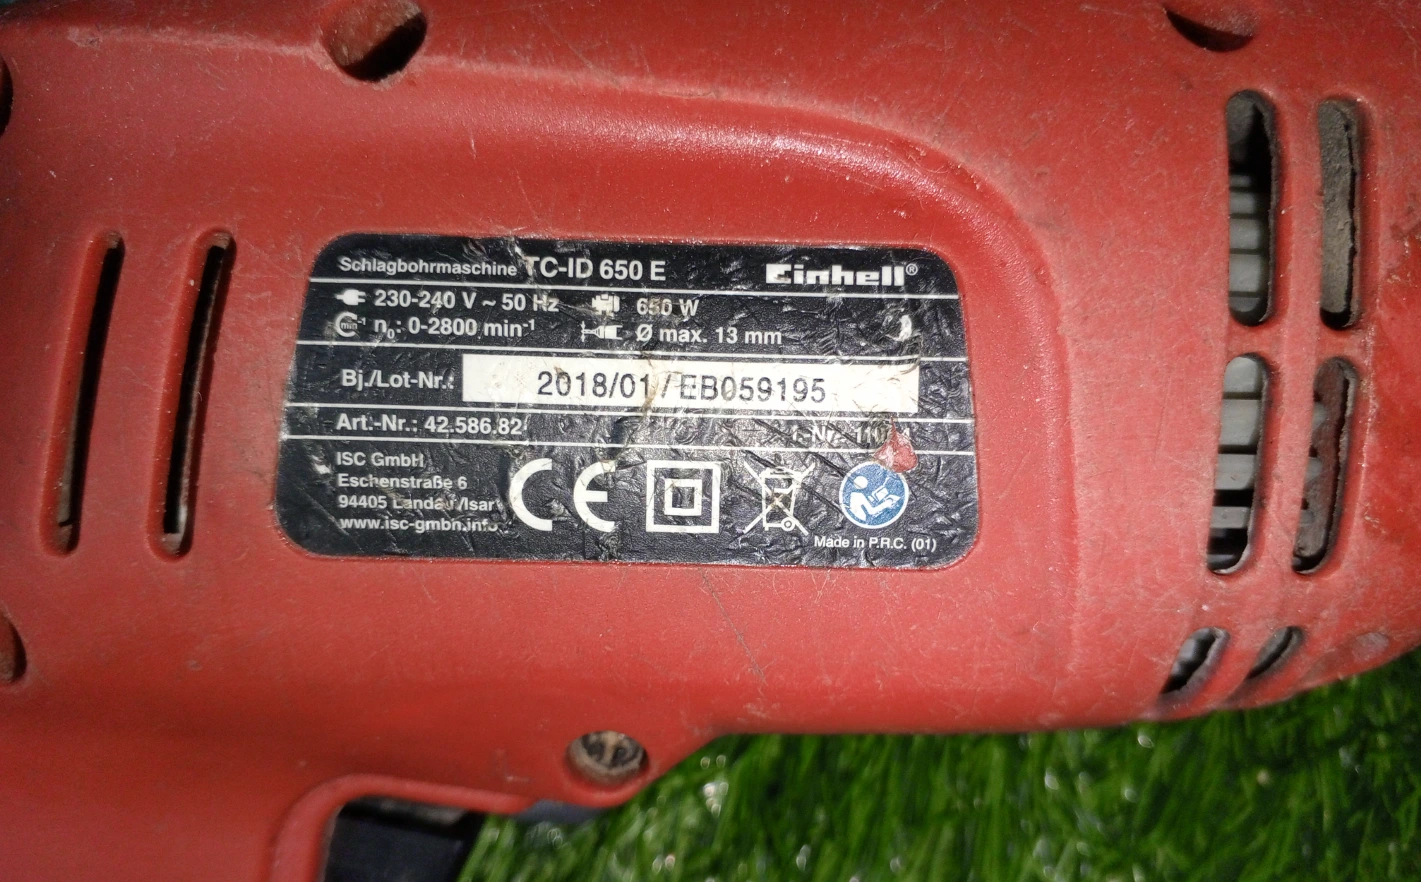 Schlagbohrmaschine TC-ID 650 E Einhell®
230-240 V ~ 50 Hz 650 W
min⁻¹ n₀: 0-2800 min⁻¹ Ø max. 13 mm
Bj./Lot-Nr.: 2018/01 / EB059195
Art.-Nr.: 42.586.82
ISC GmbH
Eschenstraße 6
94405 Landau/Isar
www.isc-gmbh.info
CE
Made in P.R.C. (01)